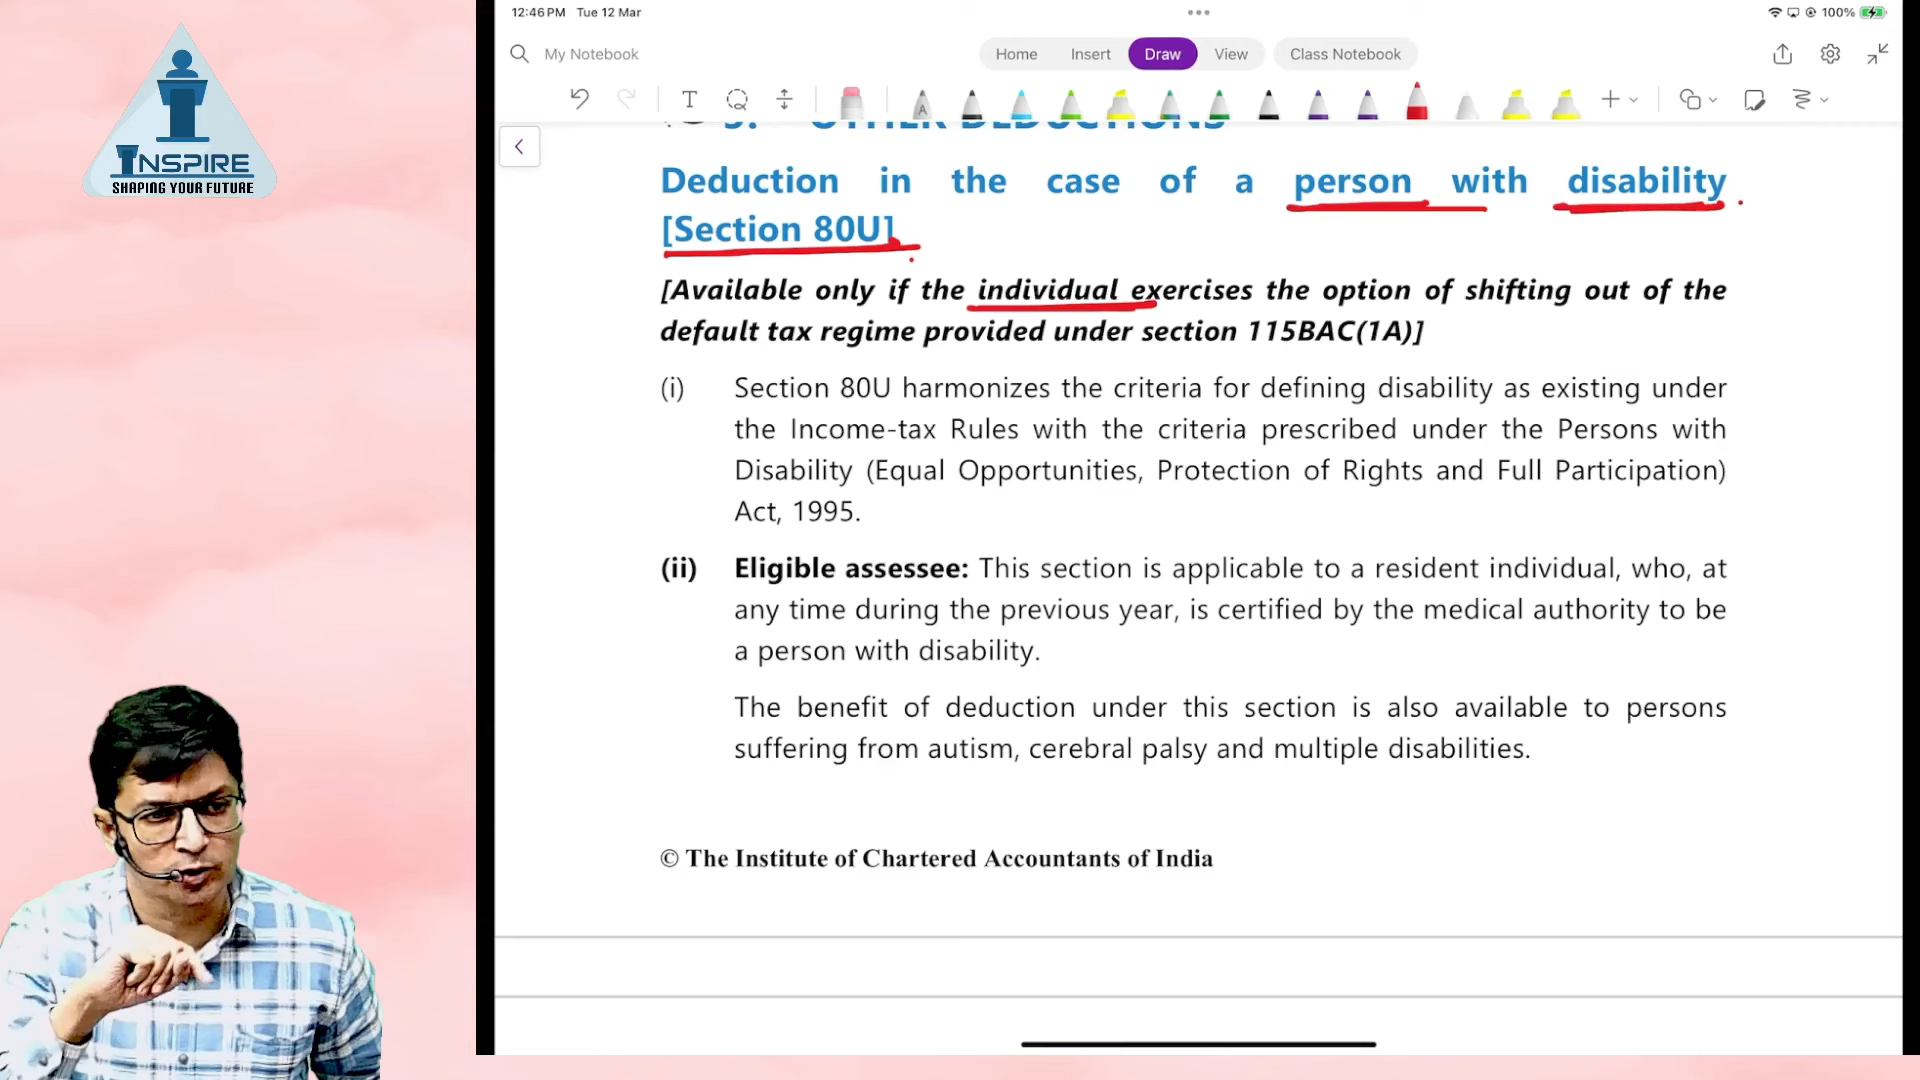 12:46 PM Tue 12 Mar
100%
INSPIRE
SHAPING YOUR FUTURE
My Notebook
Home Insert Draw View Class Notebook
T
A
OTHER DEDUCTIONS
Deduction in the case of a person with disability
[Section 80U]
[Available only if the individual exercises the option of shifting out of the
default tax regime provided under section 115BAC(1A)]
(i) Section 80U harmonizes the criteria for defining disability as existing under
the Income-tax Rules with the criteria prescribed under the Persons with
Disability (Equal Opportunities, Protection of Rights and Full Participation)
Act, 1995.
(ii) Eligible assessee: This section is applicable to a resident individual, who, at
any time during the previous year, is certified by the medical authority to be
a person with disability.
The benefit of deduction under this section is also available to persons
suffering from autism, cerebral palsy and multiple disabilities.
© The Institute of Chartered Accountants of India